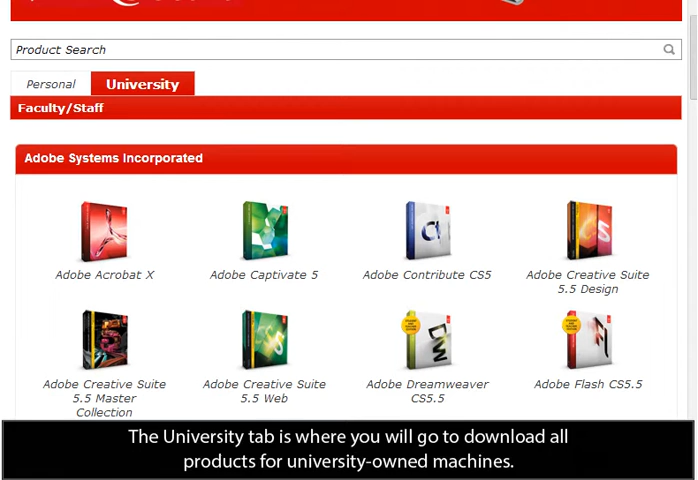 Product Search
Personal
University
Faculty/Staff
Adobe Systems Incorporated
Adobe Acrobat X
Adobe Captivate 5
Adobe Contribute CS5
Adobe Creative Suite
5.5 Design
Adobe Creative Suite
5.5 Master
Collection
Adobe Creative Suite
5.5 Web
Adobe Dreamweaver
CS5.5
Adobe Flash CS5.5
The University tab is where you will go to download all
products for university-owned machines.